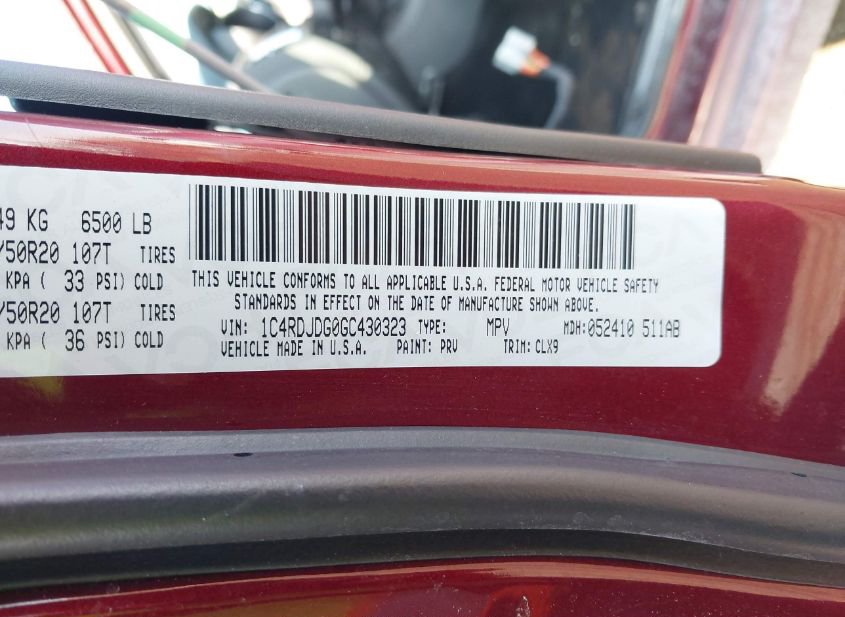 49 KG 6500 LB
/50R20 107T TIRES
KPA ( 33 PSI) COLD
/50R20 107T TIRES
KPA ( 36 PSI) COLD
THIS VEHICLE CONFORMS TO ALL APPLICABLE U.S.A. FEDERAL MOTOR VEHICLE SAFETY
STANDARDS IN EFFECT ON THE DATE OF MANUFACTURE SHOWN ABOVE.
VIN: 1C4RDJDG0GC430323 TYPE: MPV MDH:052410 511AB
VEHICLE MADE IN U.S.A. PAINT: PRV TRIM: CLX9